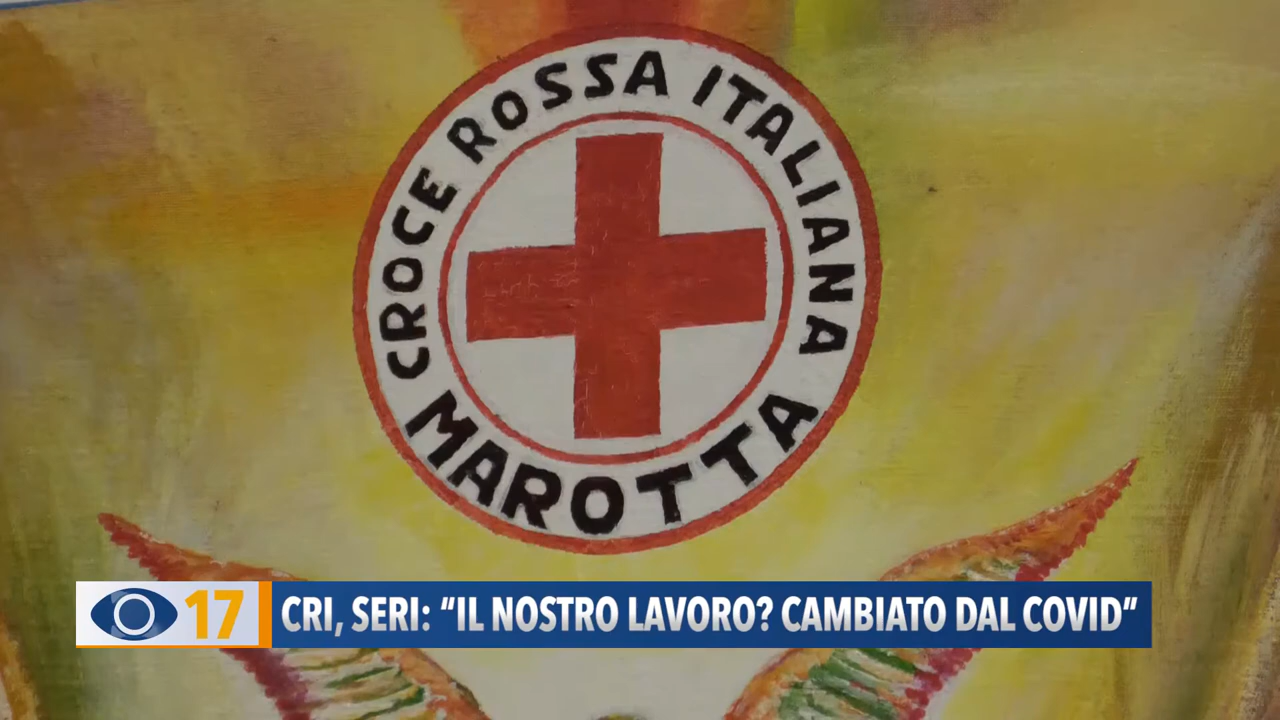 CROCE ROSSA ITALIANA
MAROTTA
17
CRI, SERI: “IL NOSTRO LAVORO? CAMBIATO DAL COVID”